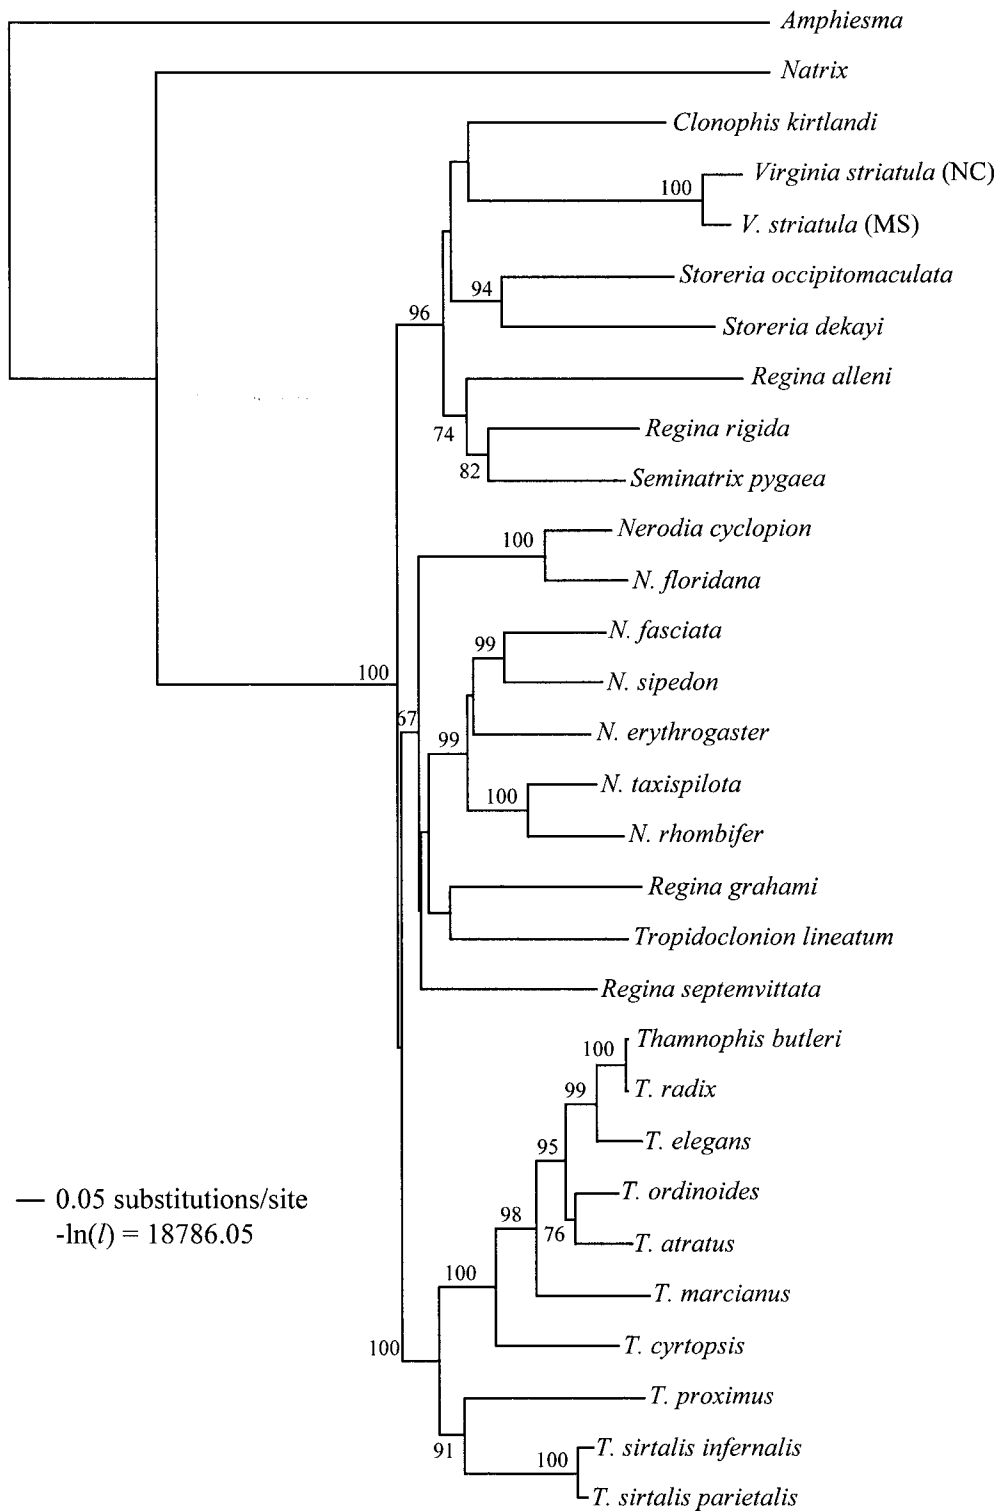 Amphiesma
Natrix
Clonophis kirtlandi
100 Virginia striatula (NC)
V. striatula (MS)
Storeria occipitomaculata
94
96
Storeria dekayi
Regina alleni
Regina rigida
74
82
Seminatrix pygaea
Nerodia cyclopion
100
N. floridana
N. fasciata
99
100
N. sipedon
67
N. erythrogaster
99
N. taxispilota
100
N. rhombifer
Regina grahami
Tropidoclonion lineatum
Regina septemvittata
Thamnophis butleri
100
T. radix
99
T. elegans
95
T. ordinoides
0.05 substitutions/site
98
-ln(l) = 18786.05
76
T. atratus
100
T. marcianus
100
T. cyrtopsis
T. proximus
91
T. sirtalis infernalis
100
T. sirtalis parietalis